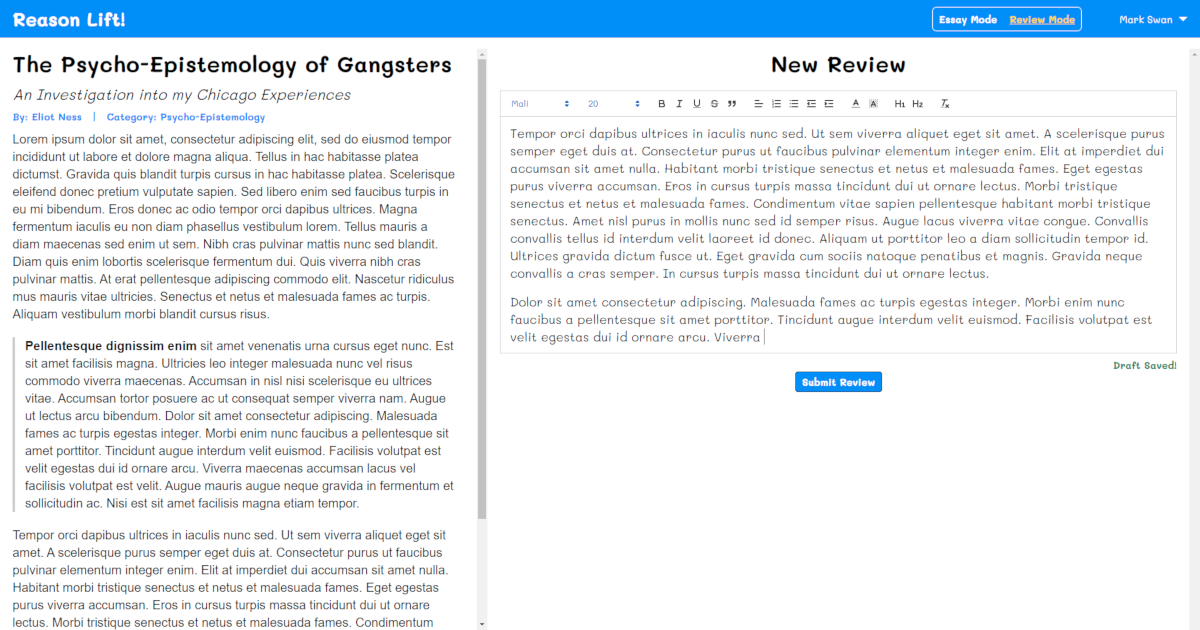 Reason Lift!
Essay Mode Review Mode
Mark Swan
The Psycho-Epistemology of Gangsters
An Investigation into my Chicago Experiences
By: Eliot Ness | Category: Psycho-Epistemology
Lorem ipsum dolor sit amet, consectetur adipiscing elit, sed do eiusmod tempor
incididunt ut labore et dolore magna aliqua. Tellus in hac habitasse platea
dictumst. Gravida quis blandit turpis cursus in hac habitasse platea. Scelerisque
eleifend donec pretium vulputate sapien. Sed libero enim sed faucibus turpis in
eu mi bibendum. Eros donec ac odio tempor orci dapibus ultrices. Magna
fermentum iaculis eu non diam phasellus vestibulum lorem. Tellus mauris a
diam maecenas sed enim ut sem. Nibh cras pulvinar mattis nunc sed blandit.
Diam quis enim lobortis scelerisque fermentum dui. Quis viverra nibh cras
pulvinar mattis. At erat pellentesque adipiscing commodo elit. Nascetur ridiculus
mus mauris vitae ultricies. Senectus et netus et malesuada fames ac turpis.
Aliquam vestibulum morbi blandit cursus risus.
Pellentesque dignissim enim sit amet venenatis urna cursus eget nunc. Est
sit amet facilisis magna. Ultricies leo integer malesuada nunc vel risus
commodo viverra maecenas. Accumsan in nisl nisi scelerisque eu ultrices
vitae. Accumsan tortor posuere ac ut consequat semper viverra nam. Augue
ut lectus arcu bibendum. Dolor sit amet consectetur adipiscing. Malesuada
fames ac turpis egestas integer. Morbi enim nunc faucibus a pellentesque sit
amet porttitor. Tincidunt augue interdum velit euismod. Facilisis volutpat est
velit egestas dui id ornare arcu. Viverra maecenas accumsan lacus vel
facilisis volutpat est velit. Augue mauris augue neque gravida in fermentum et
sollicitudin ac. Nisi est sit amet facilisis magna etiam tempor.
Tempor orci dapibus ultrices in iaculis nunc sed. Ut sem viverra aliquet eget sit
amet. A scelerisque purus semper eget duis at. Consectetur purus ut faucibus
pulvinar elementum integer enim. Elit at imperdiet dui accumsan sit amet nulla.
Habitant morbi tristique senectus et netus et malesuada fames. Eget egestas
purus viverra accumsan. Eros in cursus turpis massa tincidunt dui ut ornare
lectus. Morbi tristique senectus et netus et malesuada fames. Condimentum
New Review
Mali 20 B I U S H1 H2
Tempor orci dapibus ultrices in iaculis nunc sed. Ut sem viverra aliquet eget sit amet. A scelerisque purus
semper eget duis at. Consectetur purus ut faucibus pulvinar elementum integer enim. Elit at imperdiet dui
accumsan sit amet nulla. Habitant morbi tristique senectus et netus et malesuada fames. Eget egestas
purus viverra accumsan. Eros in cursus turpis massa tincidunt dui ut ornare lectus. Morbi tristique
senectus et netus et malesuada fames. Condimentum vitae sapien pellentesque habitant morbi tristique
senectus. Amet nisl purus in mollis nunc sed id semper risus. Augue lacus viverra vitae congue. Convallis
convallis tellus id interdum velit laoreet id donec. Aliquam ut porttitor leo a diam sollicitudin tempor id.
Ultrices gravida dictum fusce ut. Eget gravida cum sociis natoque penatibus et magnis. Gravida neque
convallis a cras semper. In cursus turpis massa tincidunt dui ut ornare lectus.
Dolor sit amet consectetur adipiscing. Malesuada fames ac turpis egestas integer. Morbi enim nunc
faucibus a pellentesque sit amet porttitor. Tincidunt augue interdum velit euismod. Facilisis volutpat est
velit egestas dui id ornare arcu. Viverra
Draft Saved!
Submit Review